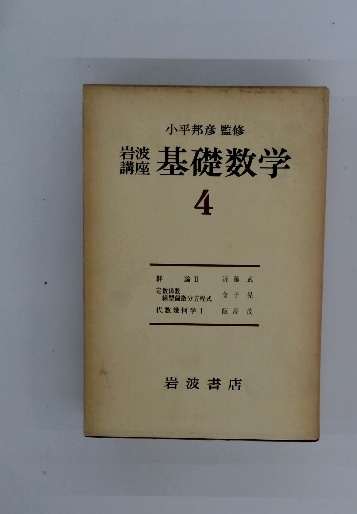 小平邦彦 監修
岩波講座 基礎数学
4
群 論 II 近藤 武
定数係数線型偏微分方程式 金子 晃
代数幾何学 I 飯高 茂
岩波書店